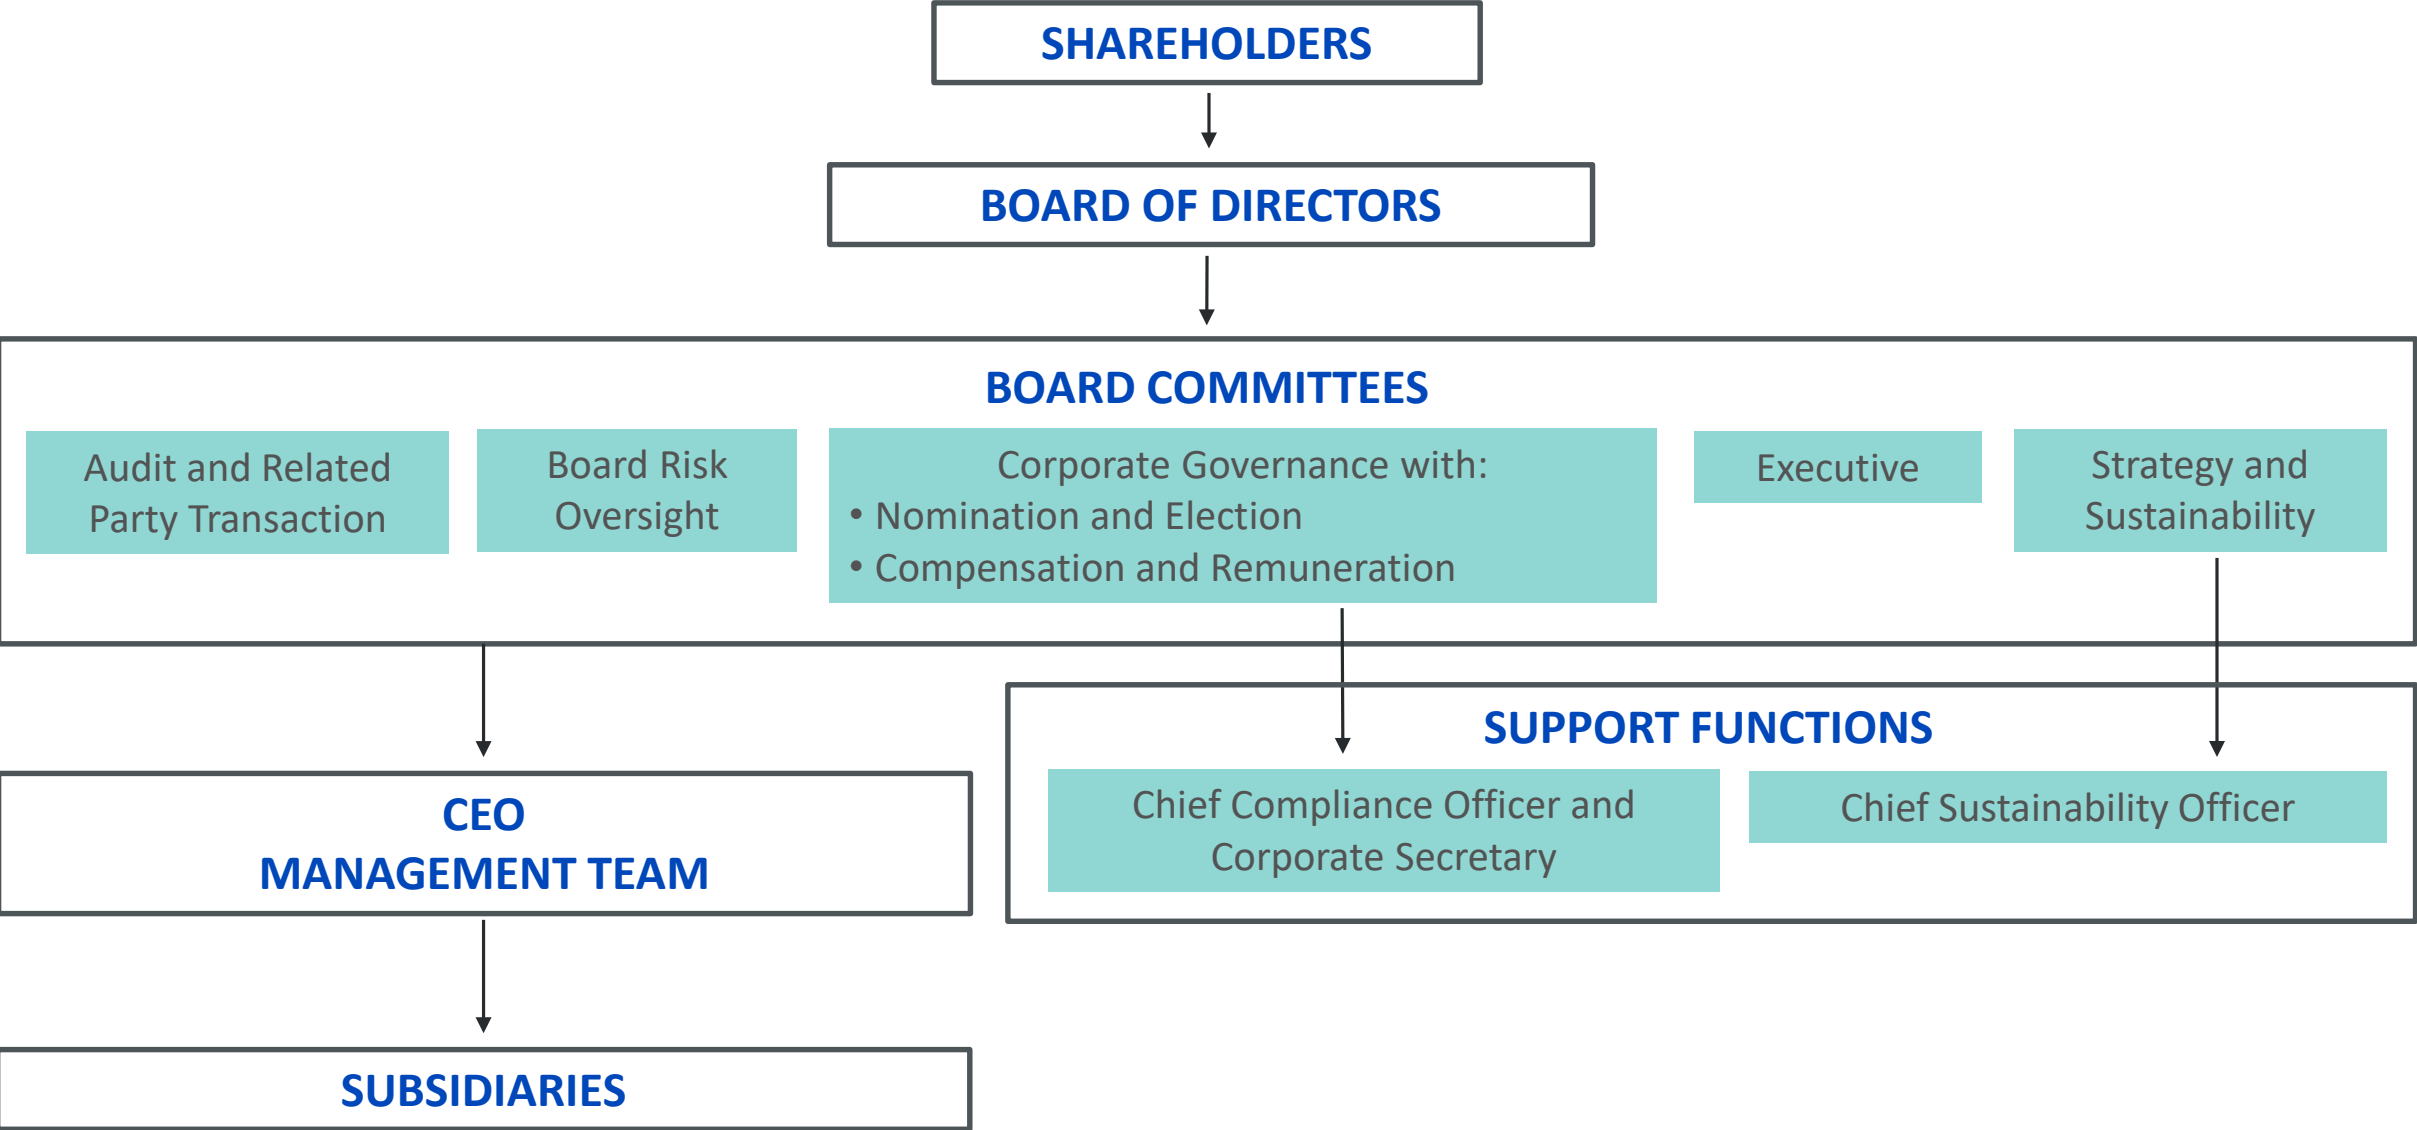 SHAREHOLDERS
BOARD OF DIRECTORS
BOARD COMMITTEES
Audit and Related
Party Transaction
Board Risk
Oversight
Corporate Governance with:
• Nomination and Election
• Compensation and Remuneration
Executive
Strategy and
Sustainability
CEO
MANAGEMENT TEAM
SUPPORT FUNCTIONS
Chief Compliance Officer and
Corporate Secretary
Chief Sustainability Officer
SUBSIDIARIES